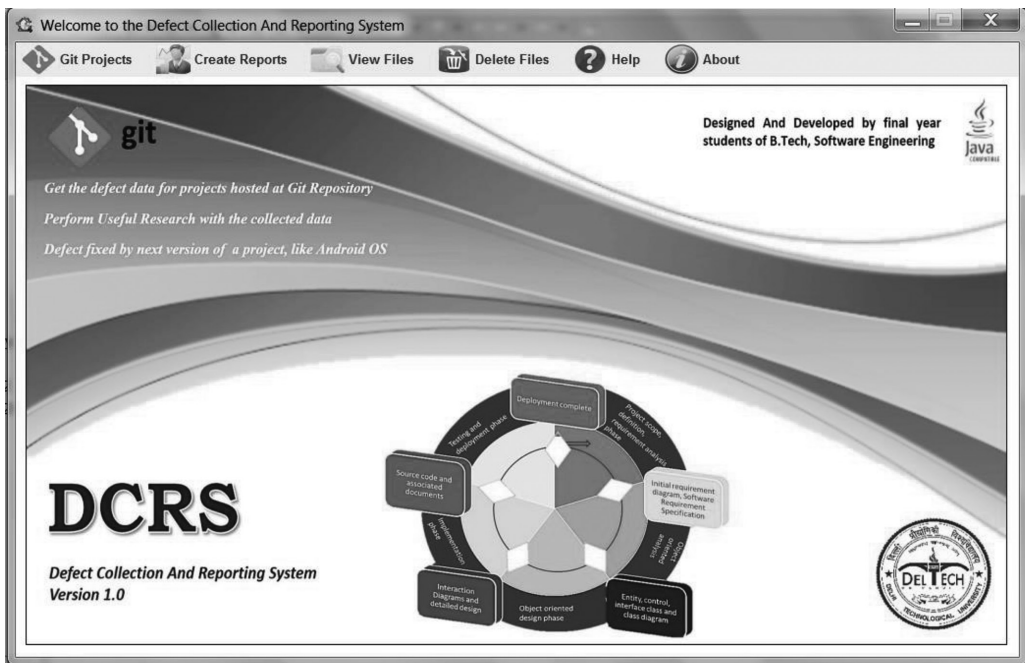 Welcome to the Defect Collection And Reporting System
Git Projects
Create Reports
View Files
Delete Files
Help
About
git
Designed And Developed by final year
students of B.Tech, Software Engineering
Java
COMPATIBLE
Get the defect data for projects hosted at Git Repository
Perform Useful Research with the collected data
Defect fixed by next version of a project, like Android OS
Deployment complete
Project scope,
definition,
requirement analysis
phase
Testing and
deployment phase
Source code and
associated
documents
Initial requirement
diagram, Software
Requirement
Specification
Implementation
phase
Object
oriented
analysis
Interaction
Diagrams and
detailed design
Object oriented
design phase
Entity, control,
interface class and
class diagram
DCRS
Defect Collection And Reporting System
Version 1.0
DELTECH
DELHI TECHNOLOGICAL UNIVERSITY